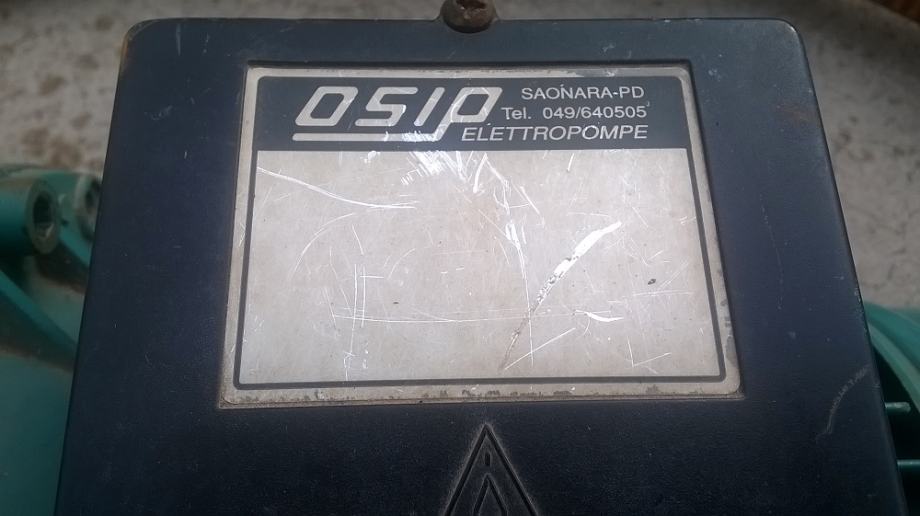 OSIP SAONARA-PD
Tel. 049/640505
ELETTROPOMPE